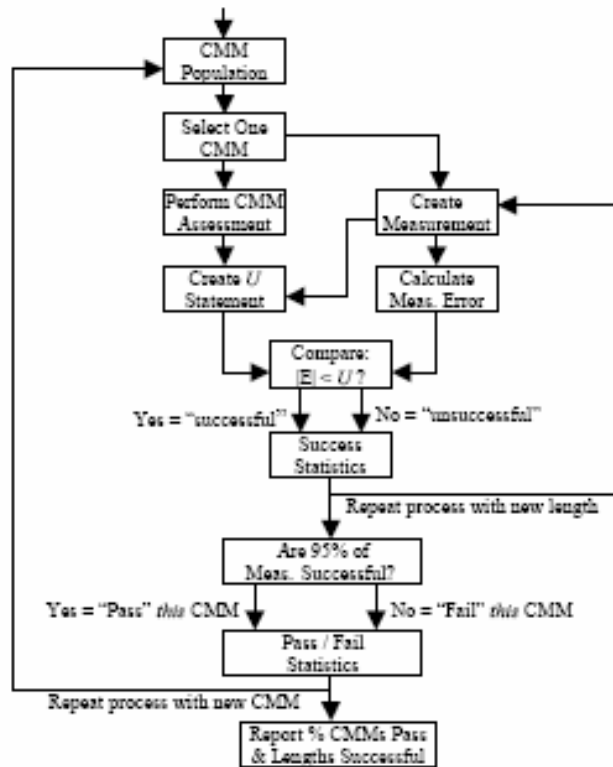 CMM
Population
Select One
CMM
Perform CMM
Assessment
Create
Measurement
Create U
Statement
Calculate
Meas. Error
Compare:
|E| < U ?
Yes = “successful”
No = “unsuccessful”
Success
Statistics
Repeat process with new length
Are 95% of
Meas. Successful?
Yes = “Pass” this CMM
No = “Fail” this CMM
Pass / Fail
Statistics
Repeat process with new CMM
Report % CMMs Pass
& Lengths Successful